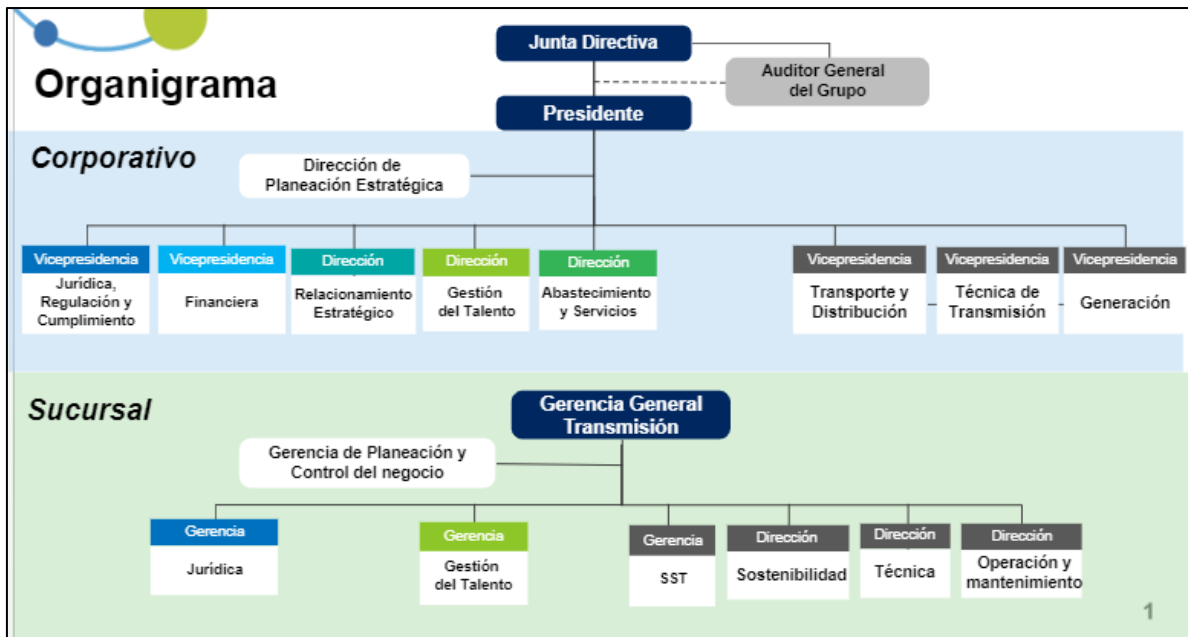 Organigrama
Junta Directiva
Auditor General
del Grupo
Presidente
Corporativo
Dirección de
Planeación Estratégica
Vicepresidencia
Jurídica,
Regulación y
Cumplimiento
Vicepresidencia
Financiera
Dirección
Relacionamiento
Estratégico
Dirección
Gestión
del Talento
Dirección
Abastecimiento
y Servicios
Vicepresidencia
Transporte y
Distribución
Vicepresidencia
Técnica de
Transmisión
Vicepresidencia
Generación
Sucursal
Gerencia General
Transmisión
Gerencia de Planeación y
Control del negocio
Gerencia
Jurídica
Gerencia
Gestión
del Talento
Gerencia
SST
Dirección
Sostenibilidad
Dirección
Técnica
Dirección
Operación y
mantenimiento
1